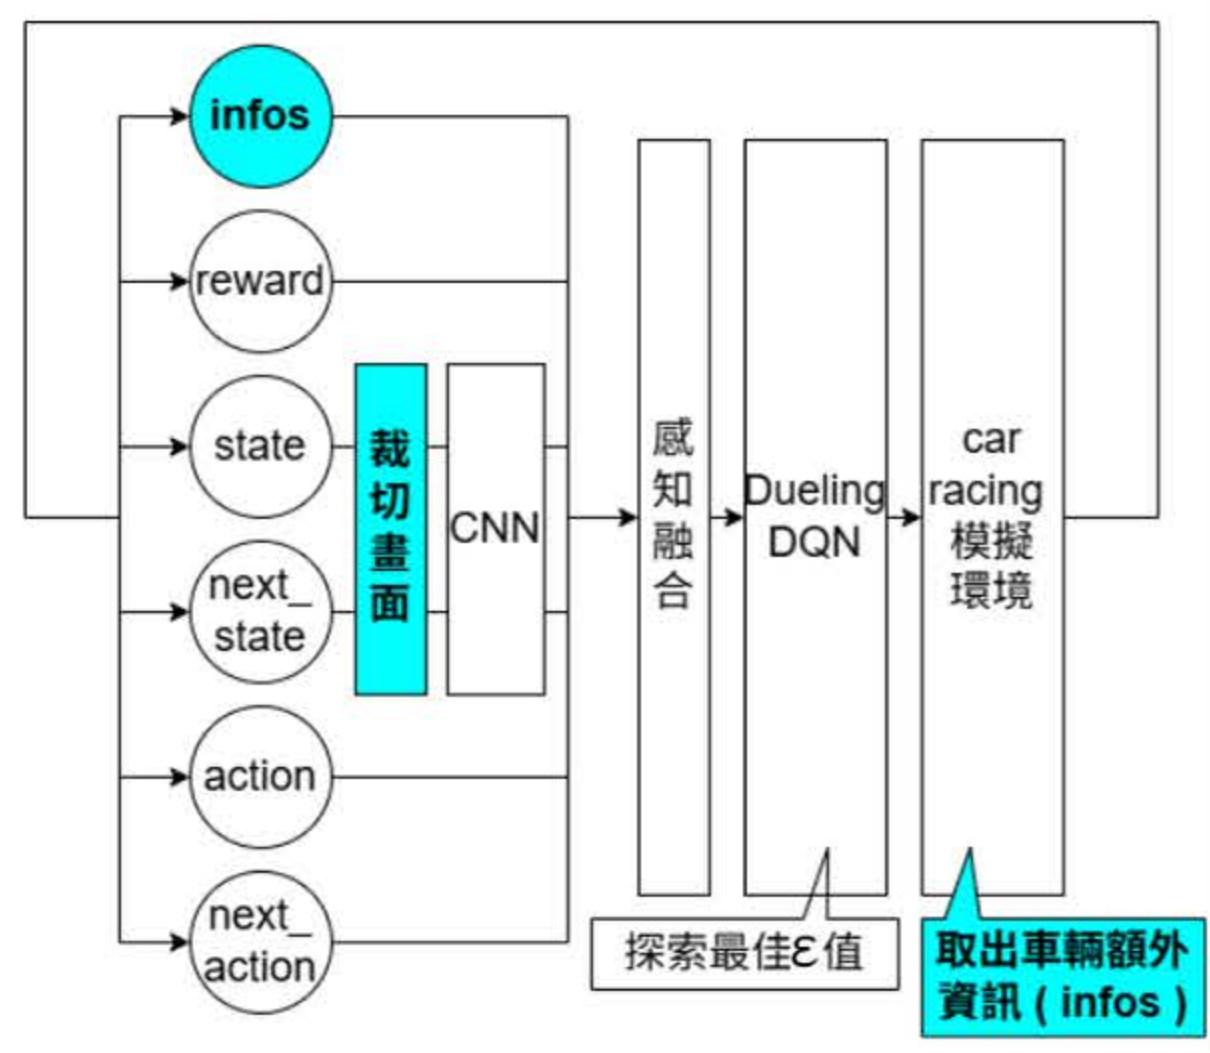 infos
reward
state
next_
state
action
next_
action
裁
切
畫
面
CNN
感
知
融
合
Dueling
DQN
car
racing
模擬
環境
探索最佳ε值
取出車輛額外
資訊 ( infos )